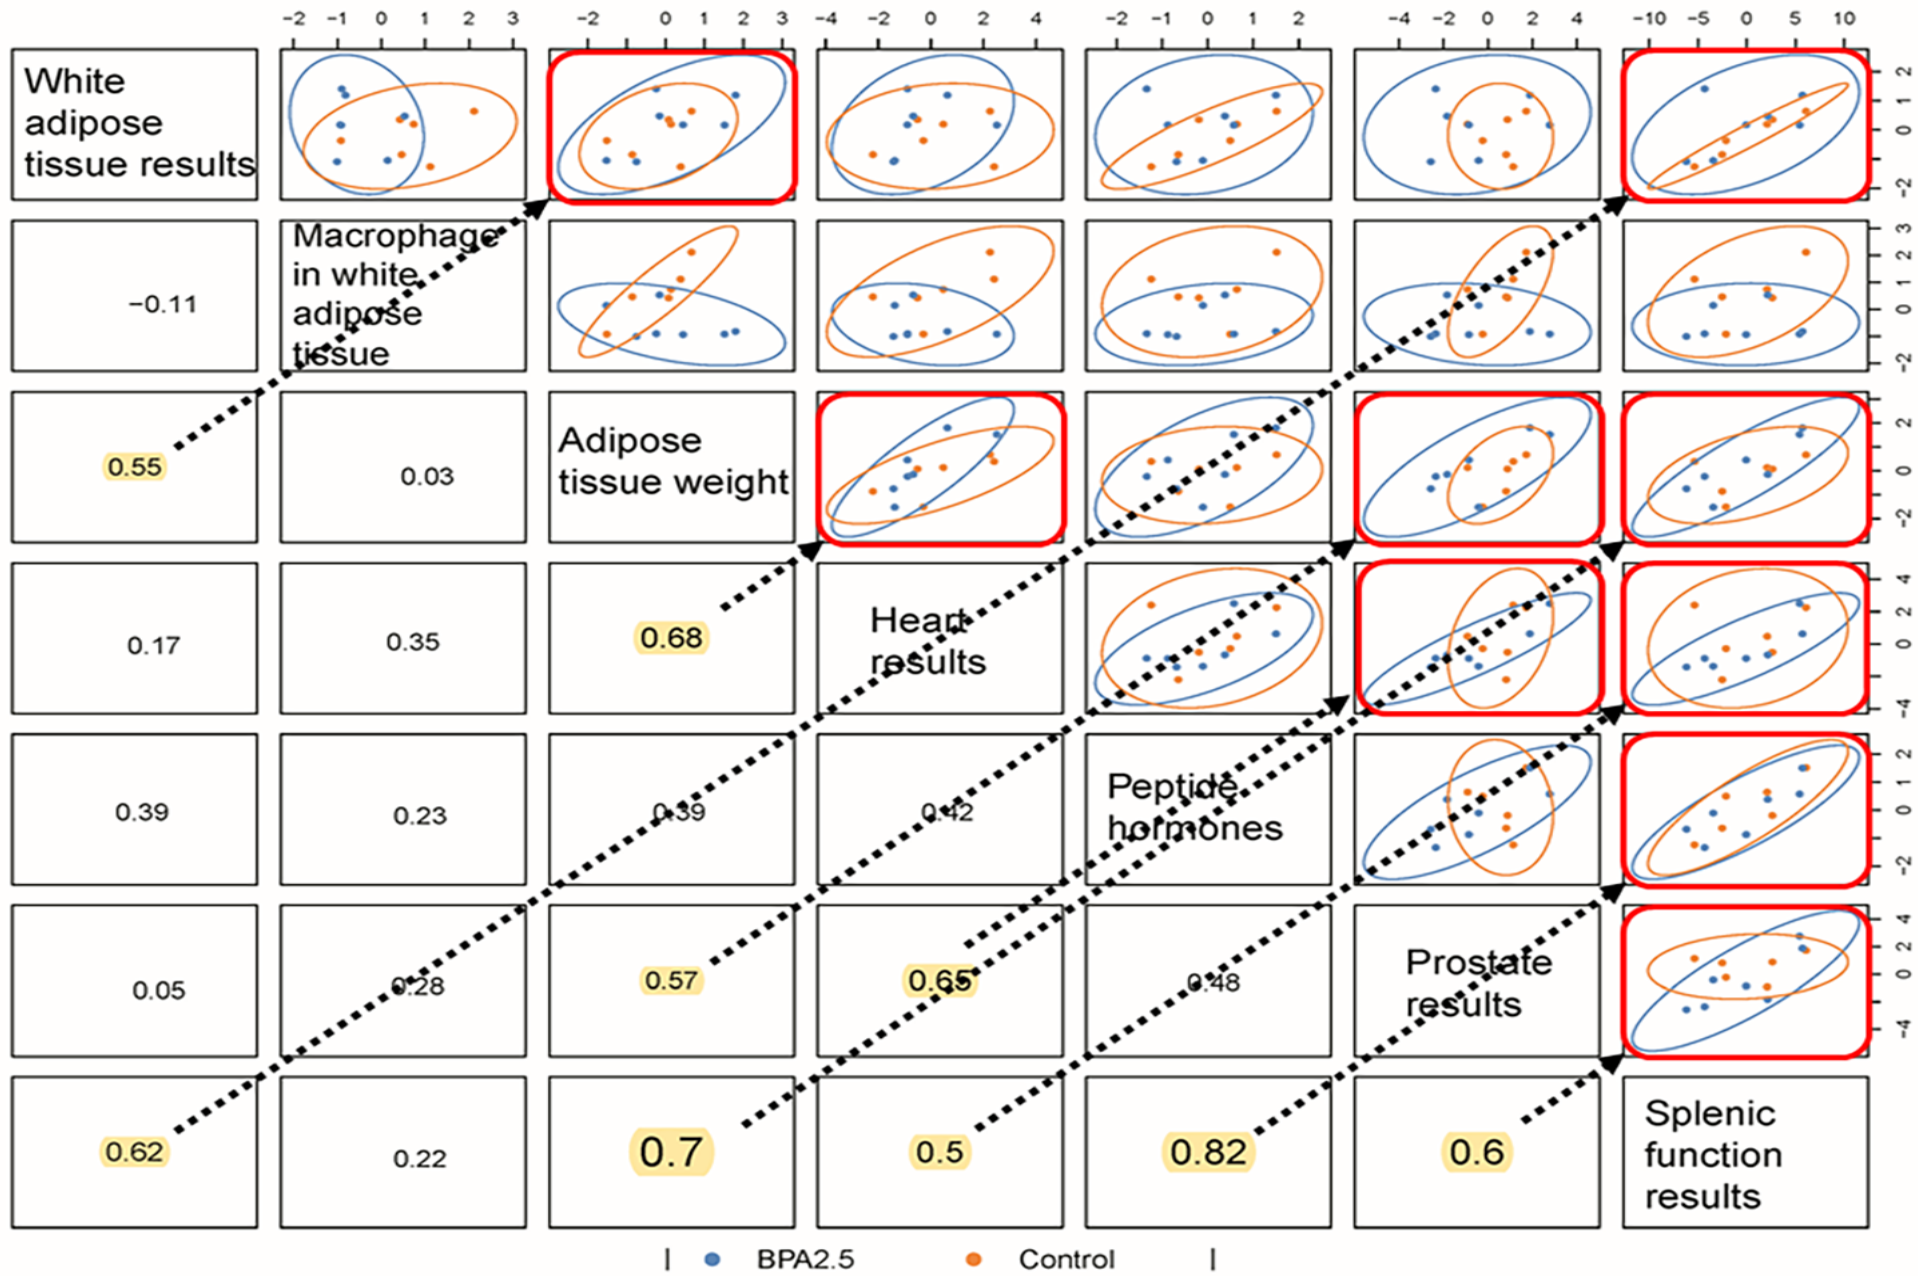 −2 −1 0 1 2 3
−2 0 1 2 3
−4 −2 0 2 4
−2 −1 0 1 2
−4 −2 0 2 4
−10 −5 0 5 10
White
adipose
tissue results
2
1
0
−2
−0.11
Macrophage
in white
adipose
tissue
3
2
1
0
−2
0.55
0.03
Adipose
tissue weight
2
0
−2
0.17
0.35
0.68
Heart
results
4
2
0
−4
0.39
0.23
0.39
0.42
Peptide
hormones
2
1
0
−2
0.05
0.28
0.57
0.65
0.48
Prostate
results
4
2
0
−4
0.62
0.22
0.7
0.5
0.82
0.6
Splenic
function
results
| BPA2.5 Control |